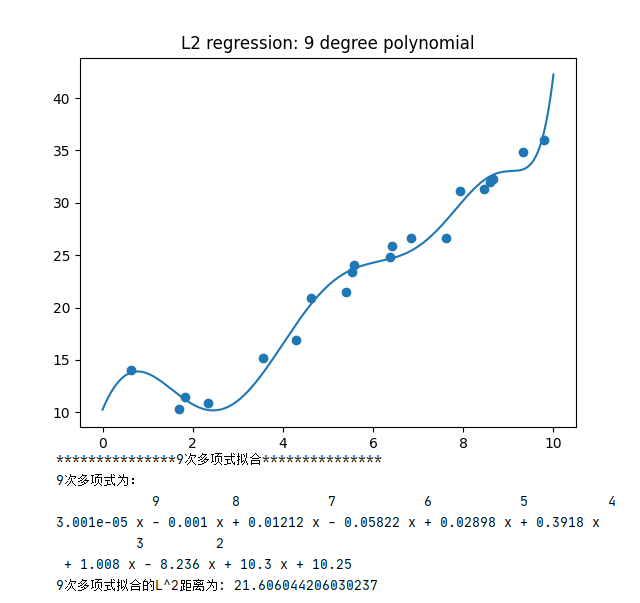 L2 regression: 9 degree polynomial
40
35
30
25
20
15
10
0 2 4 6 8 10
***************9次多项式拟合***************
9次多项式为:
9 8 7 6 5 4
3.001e-05 x - 0.001 x + 0.01212 x - 0.05822 x + 0.02898 x + 0.3918 x
3 2
+ 1.008 x - 8.236 x + 10.3 x + 10.25
9次多项式拟合的L^2距离为: 21.606044206030237